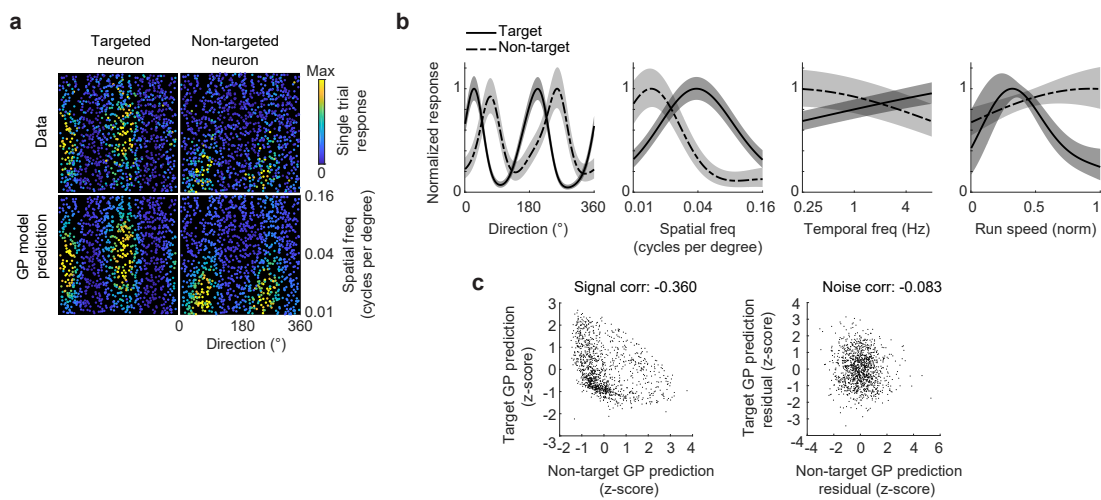 a
Targeted
neuron
Non-targeted
neuron
Data
GP model
prediction
Max
0
Single trial
response
0.16
0.04
0.01
Spatial freq
(cycles per degree)
0
180
360
Direction (°)
b
Target
Non-target
Normalized response
1
0
0
180
360
Direction (°)
1
0
0.01
0.04
0.16
Spatial freq
(cycles per degree)
1
0
0.25
1
4
Temporal freq (Hz)
1
0
0
0.5
1
Run speed (norm)
c
Signal corr: -0.360
Target GP prediction
(z-score)
3
2
1
0
-1
-2
-3
-2
-1
0
1
2
3
4
Non-target GP prediction
(z-score)
Noise corr: -0.083
Target GP prediction
residual (z-score)
4
3
2
1
0
-1
-2
-4
-4
-2
0
2
4
6
Non-target GP prediction
residual (z-score)